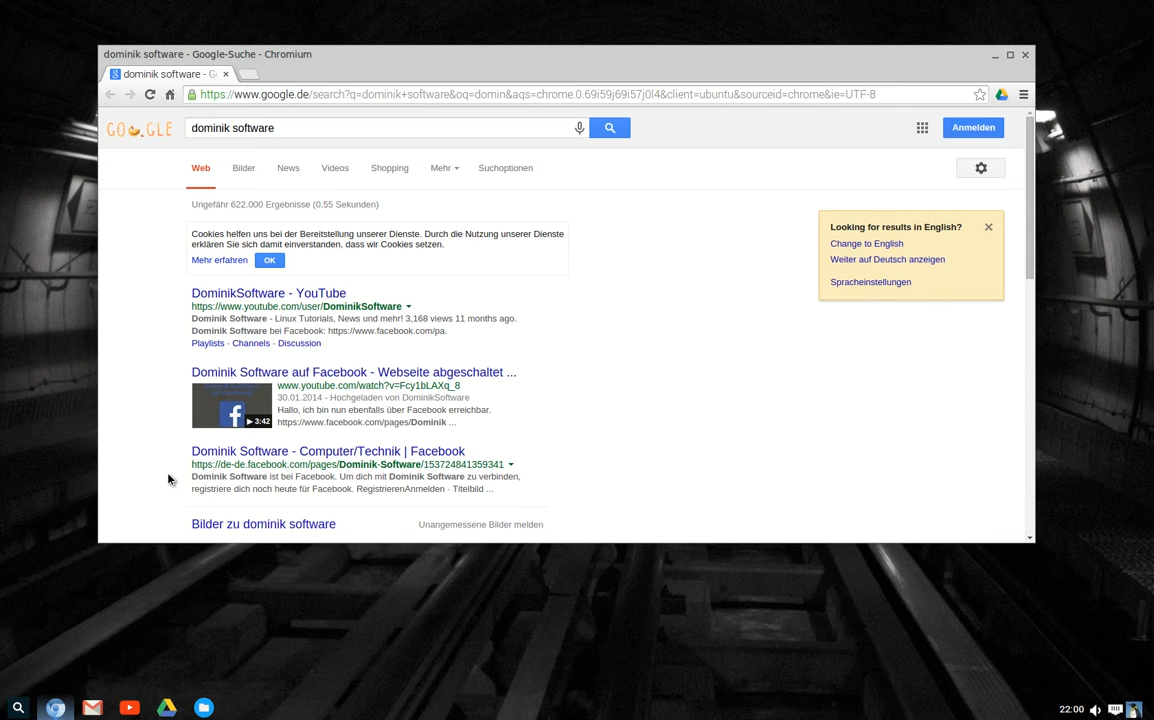 dominik software - Google-Suche - Chromium
dominik software - G
https://www.google.de/search?q=dominik+software&oq=domin&aqs=chrome.0.69i59j69i57j0l4&client=ubuntu&sourceid=chrome&ie=UTF-8
GOOGLE
dominik software
Anmelden
Web Bilder News Videos Shopping Mehr Suchoptionen
Ungefähr 622.000 Ergebnisse (0,55 Sekunden)
Cookies helfen uns bei der Bereitstellung unserer Dienste. Durch die Nutzung unserer Dienste
erklären Sie sich damit einverstanden, dass wir Cookies setzen.
Mehr erfahren OK
Looking for results in English?
Change to English
Weiter auf Deutsch anzeigen
Spracheinstellungen
DominikSoftware - YouTube
https://www.youtube.com/user/DominikSoftware
Dominik Software - Linux Tutorials, News und mehr! 3,168 views 11 months ago.
Dominik Software bei Facebook: https://www.facebook.com/pa.
Playlists - Channels - Discussion
Dominik Software auf Facebook - Webseite abgeschaltet ...
www.youtube.com/watch?v=Fcy1bLAXq_8
30.01.2014 - Hochgeladen von DominikSoftware
Hallo, ich bin nun ebenfalls über Facebook erreichbar.
https://www.facebook.com/pages/Dominik ...
3:42
Dominik Software - Computer/Technik | Facebook
https://de-de.facebook.com/pages/Dominik-Software/153724841359341
Dominik Software ist bei Facebook. Um dich mit Dominik Software zu verbinden,
registriere dich noch heute für Facebook. RegistrierenAnmelden · Titelbild ...
Bilder zu dominik software
Unangemessene Bilder melden
22:00